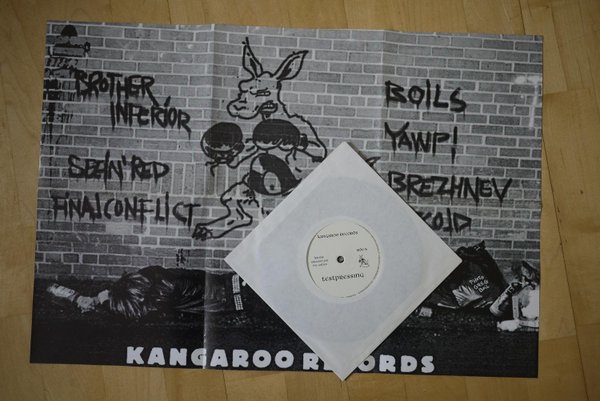 BROTHER
INFERIOR
SEEIN' RED
FINAL CONFLICT
BOILS
YAWP!
BREZHNEV
KANGAROO RECORDS
testpressing
KANGAROO RECORDS